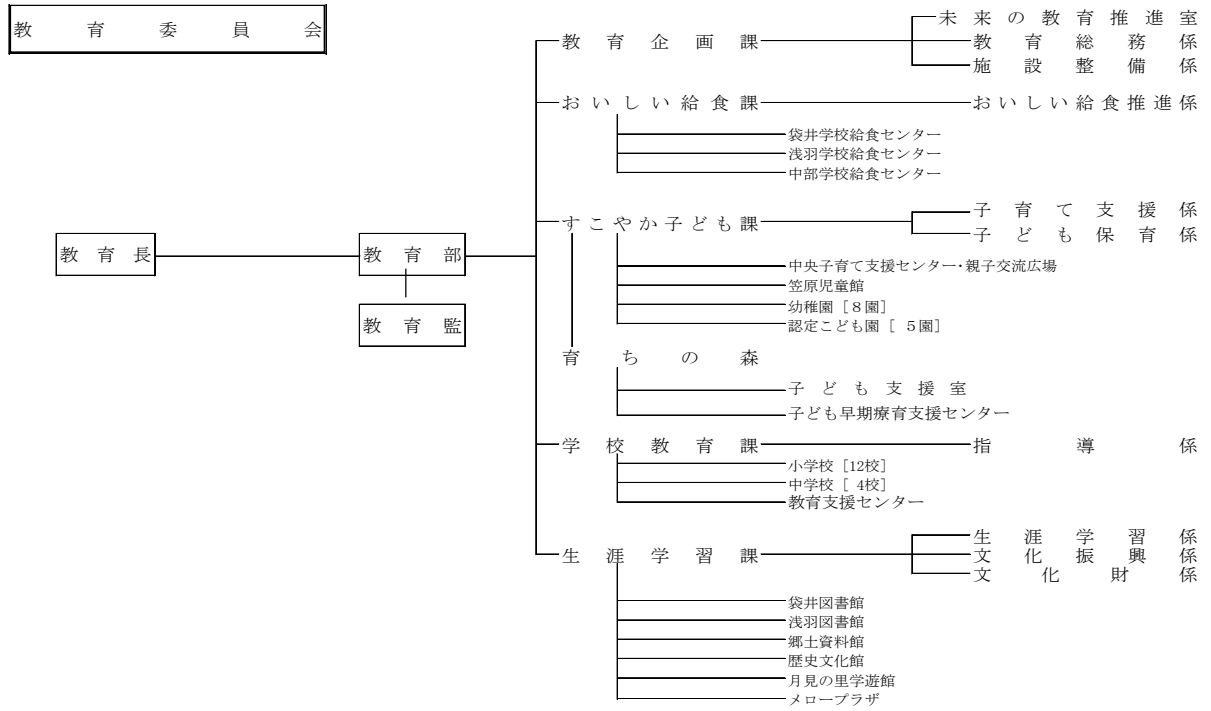 教育委員会
未来の教育推進室
教育企画課 教育総務係
施設整備係
おいしい給食課 おいしい給食推進係
袋井学校給食センター
浅羽学校給食センター
中部学校給食センター
子育て支援係
すこやか子ども課
子ども保育係
教育長 教育部
中央子育て支援センター・親子交流広場
笠原児童館
幼稚園［８園］
教育監 認定こども園［ ５園］
育ちの森
子ども支援室
子ども早期療育支援センター
学校教育課 指導係
小学校［12校］
中学校［ 4校］
教育支援センター
生涯学習係
生涯学習課 文化振興係
文化財係
袋井図書館
浅羽図書館
郷土資料館
歴史文化館
月見の里学遊館
メロープラザ